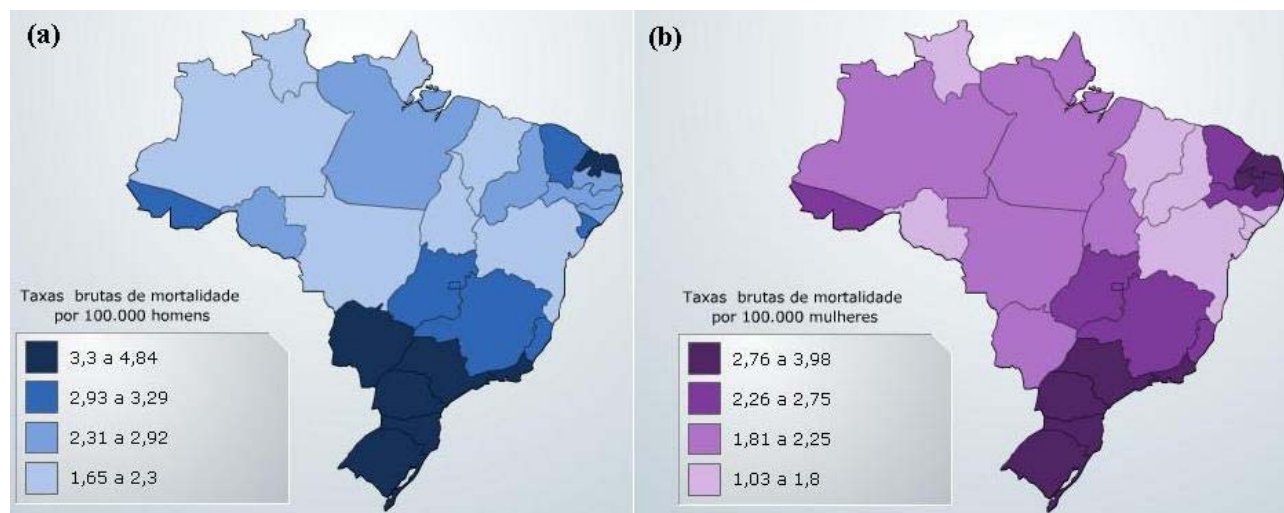 (a)
Taxas brutas de mortalidade
por 100.000 homens
3,3 a 4,84
2,93 a 3,29
2,31 a 2,92
1,65 a 2,3
(b)
Taxas brutas de mortalidade
por 100.000 mulheres
2,76 a 3,98
2,26 a 2,75
1,81 a 2,25
1,03 a 1,8